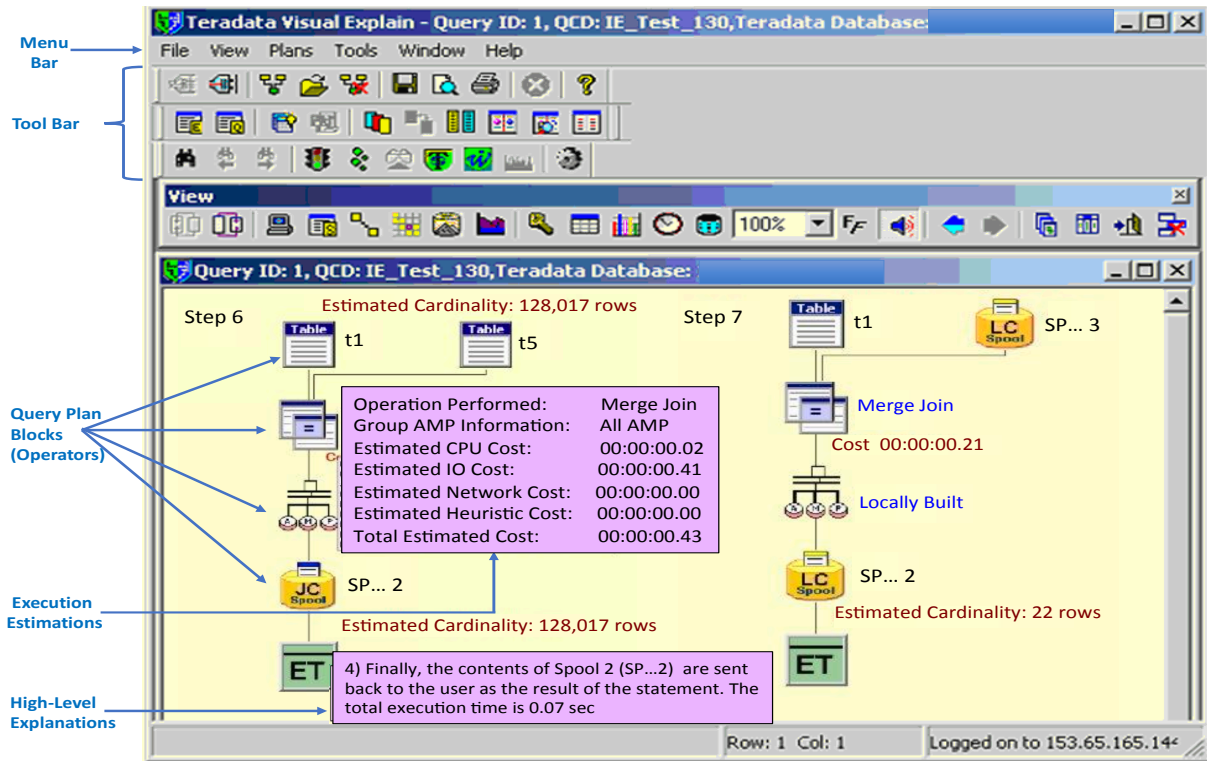 Teradata Visual Explain - Query ID: 1, QCD: IE_Test_130,Teradata Database:
Menu Bar
File View Plans Tools Window Help
Tool Bar
View
100%
FF
Query ID: 1, QCD: IE_Test_130,Teradata Database:
Step 6
Estimated Cardinality: 128,017 rows
Table
t1
Table
t5
Step 7
Table
t1
LC
Spool
SP... 3
Query Plan
Blocks
(Operators)
Operation Performed: Merge Join
Group AMP Information: All AMP
Estimated CPU Cost: 00:00:00.02
Estimated IO Cost: 00:00:00.41
Estimated Network Cost: 00:00:00.00
Estimated Heuristic Cost: 00:00:00.00
Total Estimated Cost: 00:00:00.43
=
=
Merge Join
Cost 00:00:00.21
A M P
A M P
Locally Built
JC
Spool
SP... 2
LC
Spool
SP... 2
Execution
Estimations
Estimated Cardinality: 128,017 rows
Estimated Cardinality: 22 rows
ET
4) Finally, the contents of Spool 2 (SP...2) are sent
back to the user as the result of the statement. The
total execution time is 0.07 sec
ET
High-Level
Explanations
Row: 1 Col: 1
Logged on to 153.65.165.14